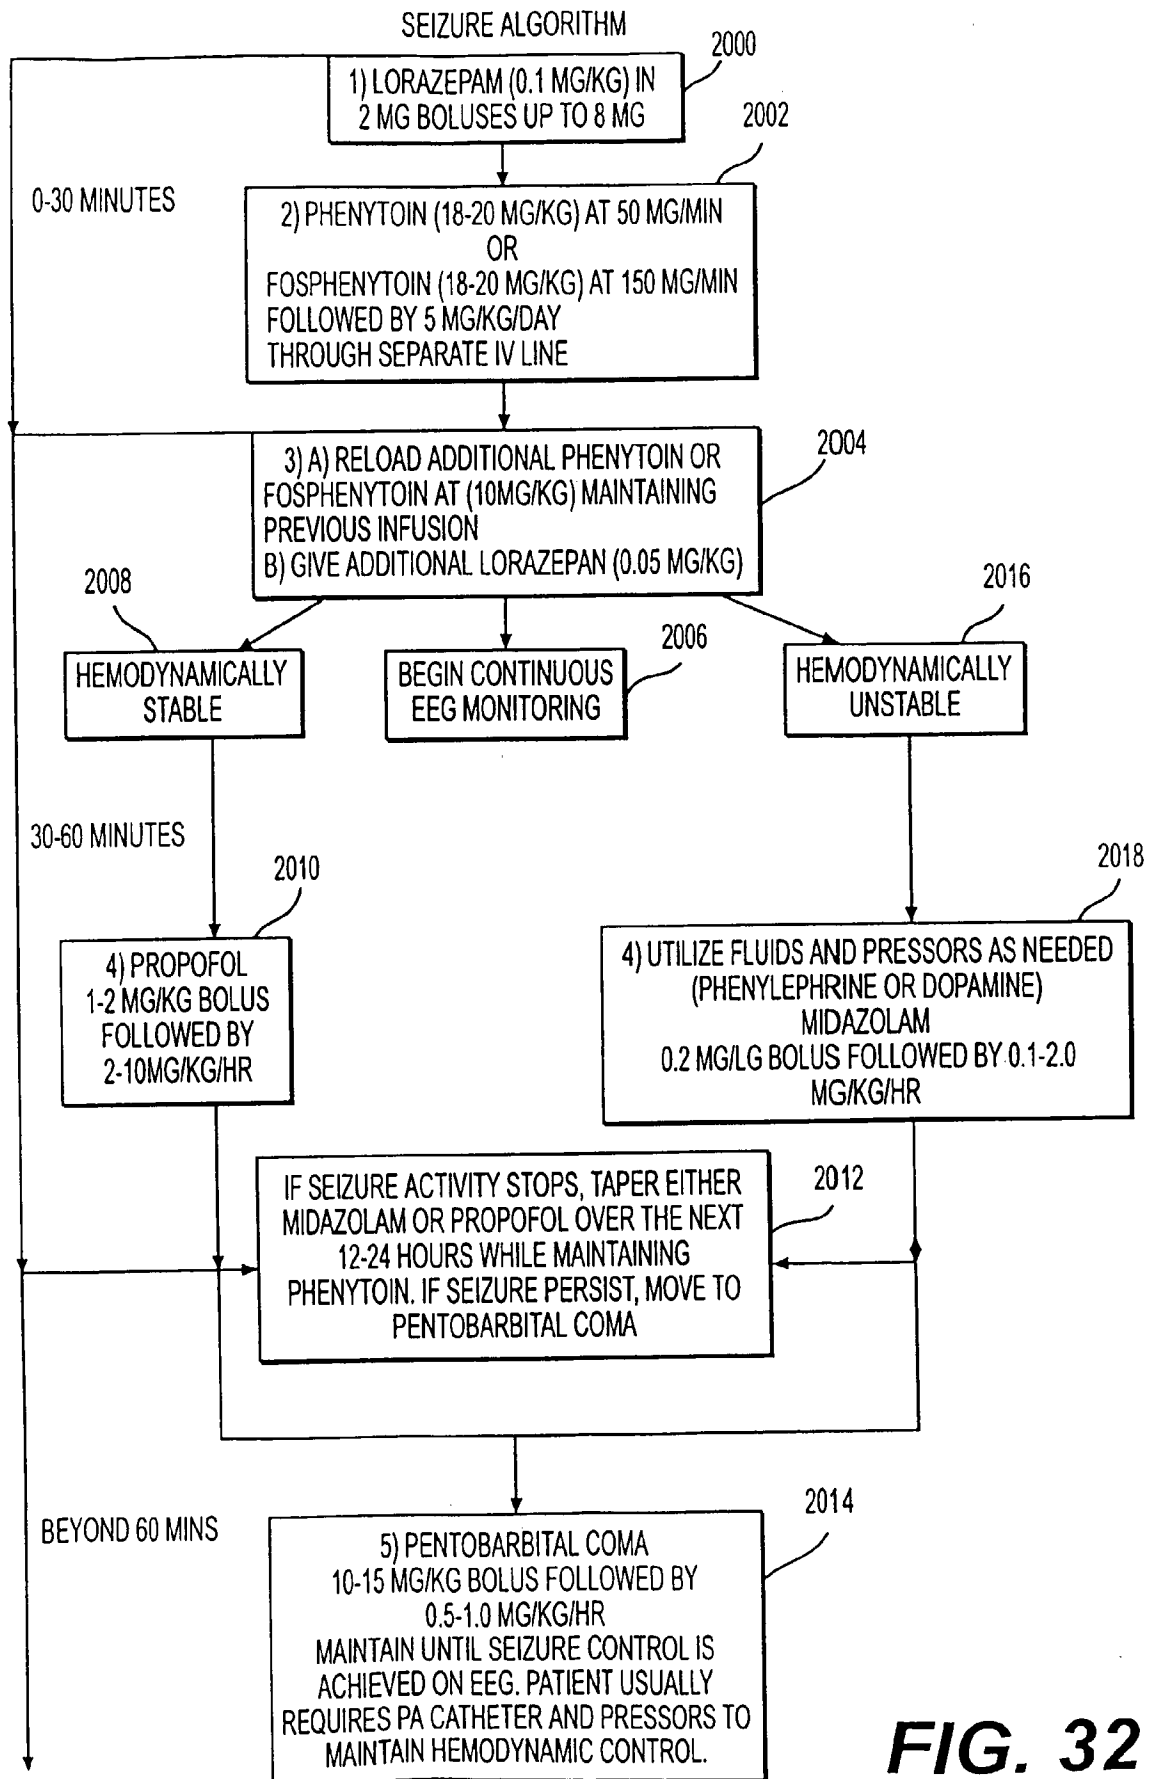 SEIZURE ALGORITHM
2000
1) LORAZEPAM (0.1 MG/KG) IN
2 MG BOLUSES UP TO 8 MG
2002
0-30 MINUTES
2) PHENYTOIN (18-20 MG/KG) AT 50 MG/MIN
OR
FOSPHENYTOIN (18-20 MG/KG) AT 150 MG/MIN
FOLLOWED BY 5 MG/KG/DAY
THROUGH SEPARATE IV LINE
2004
3) A) RELOAD ADDITIONAL PHENYTOIN OR
FOSPHENYTOIN AT (10MG/KG) MAINTAINING
PREVIOUS INFUSION
B) GIVE ADDITIONAL LORAZEPAN (0.05 MG/KG)
2008
HEMODYNAMICALLY
STABLE
2006
BEGIN CONTINUOUS
EEG MONITORING
2016
HEMODYNAMICALLY
UNSTABLE
30-60 MINUTES
2010
4) PROPOFOL
1-2 MG/KG BOLUS
FOLLOWED BY
2-10MG/KG/HR
2018
4) UTILIZE FLUIDS AND PRESSORS AS NEEDED
(PHENYLEPHRINE OR DOPAMINE)
MIDAZOLAM
0.2 MG/LG BOLUS FOLLOWED BY 0.1-2.0
MG/KG/HR
2012
IF SEIZURE ACTIVITY STOPS, TAPER EITHER
MIDAZOLAM OR PROPOFOL OVER THE NEXT
12-24 HOURS WHILE MAINTAINING
PHENYTOIN. IF SEIZURE PERSIST, MOVE TO
PENTOBARBITAL COMA
BEYOND 60 MINS
2014
5) PENTOBARBITAL COMA
10-15 MG/KG BOLUS FOLLOWED BY
0.5-1.0 MG/KG/HR
MAINTAIN UNTIL SEIZURE CONTROL IS
ACHIEVED ON EEG. PATIENT USUALLY
REQUIRES PA CATHETER AND PRESSORS TO
MAINTAIN HEMODYNAMIC CONTROL.
FIG. 32